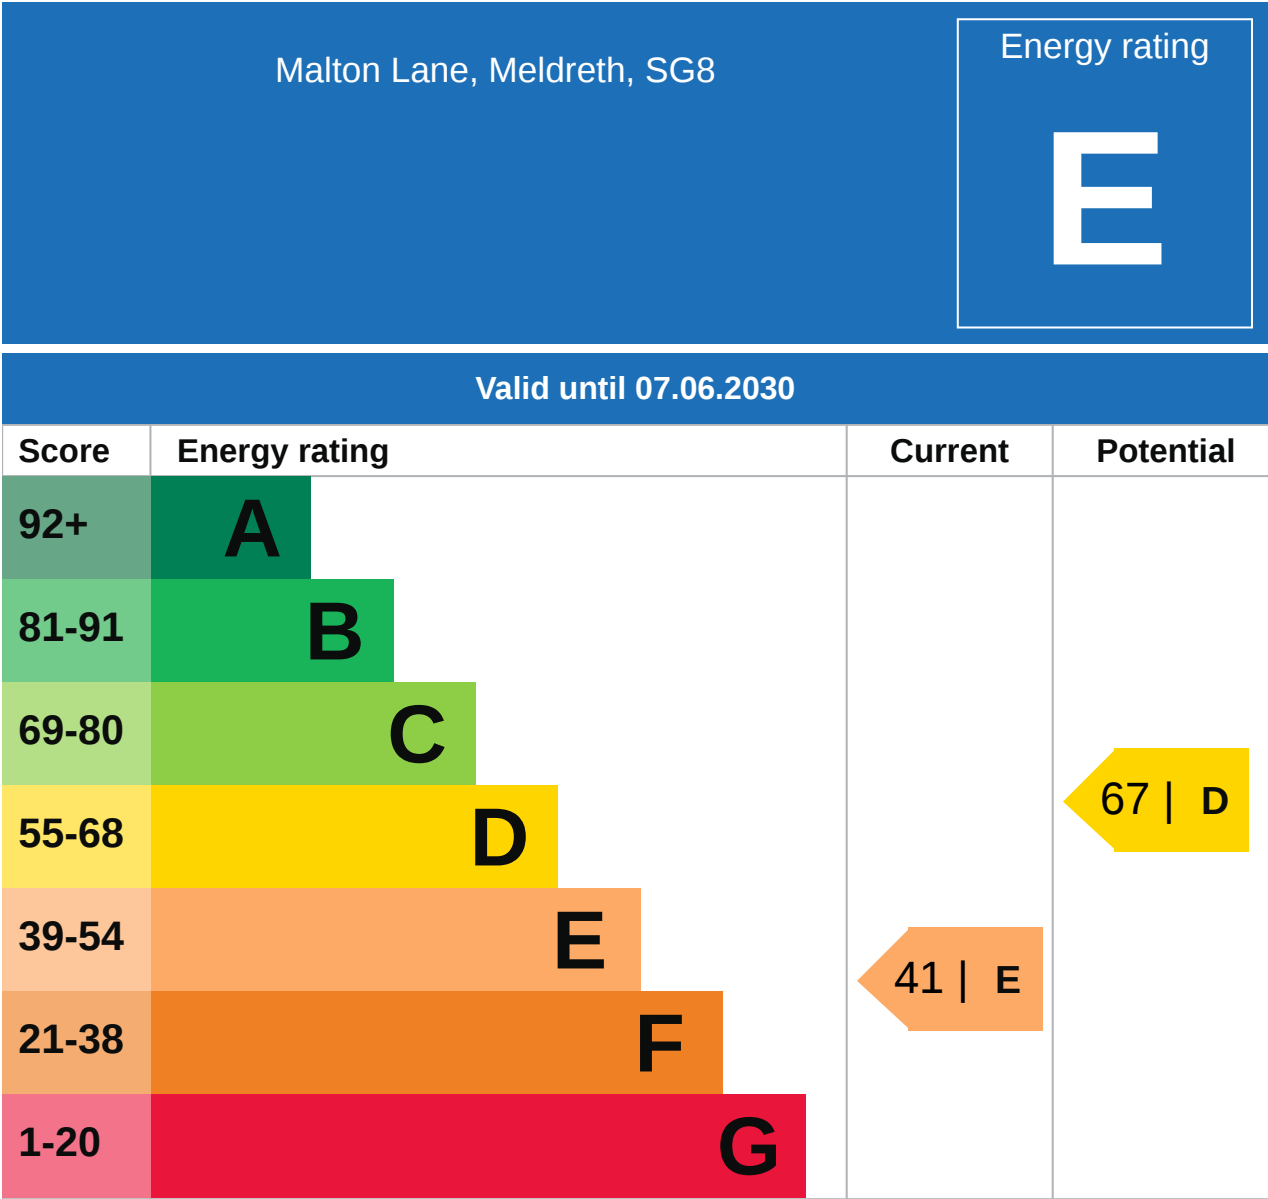 Malton Lane, Meldreth, SG8
Energy rating
E
Valid until 07.06.2030
Score Energy rating Current Potential
92+ A
81-91 B
69-80 C
55-68 D
67 | D
39-54 E
41 | E
21-38 F
1-20 G